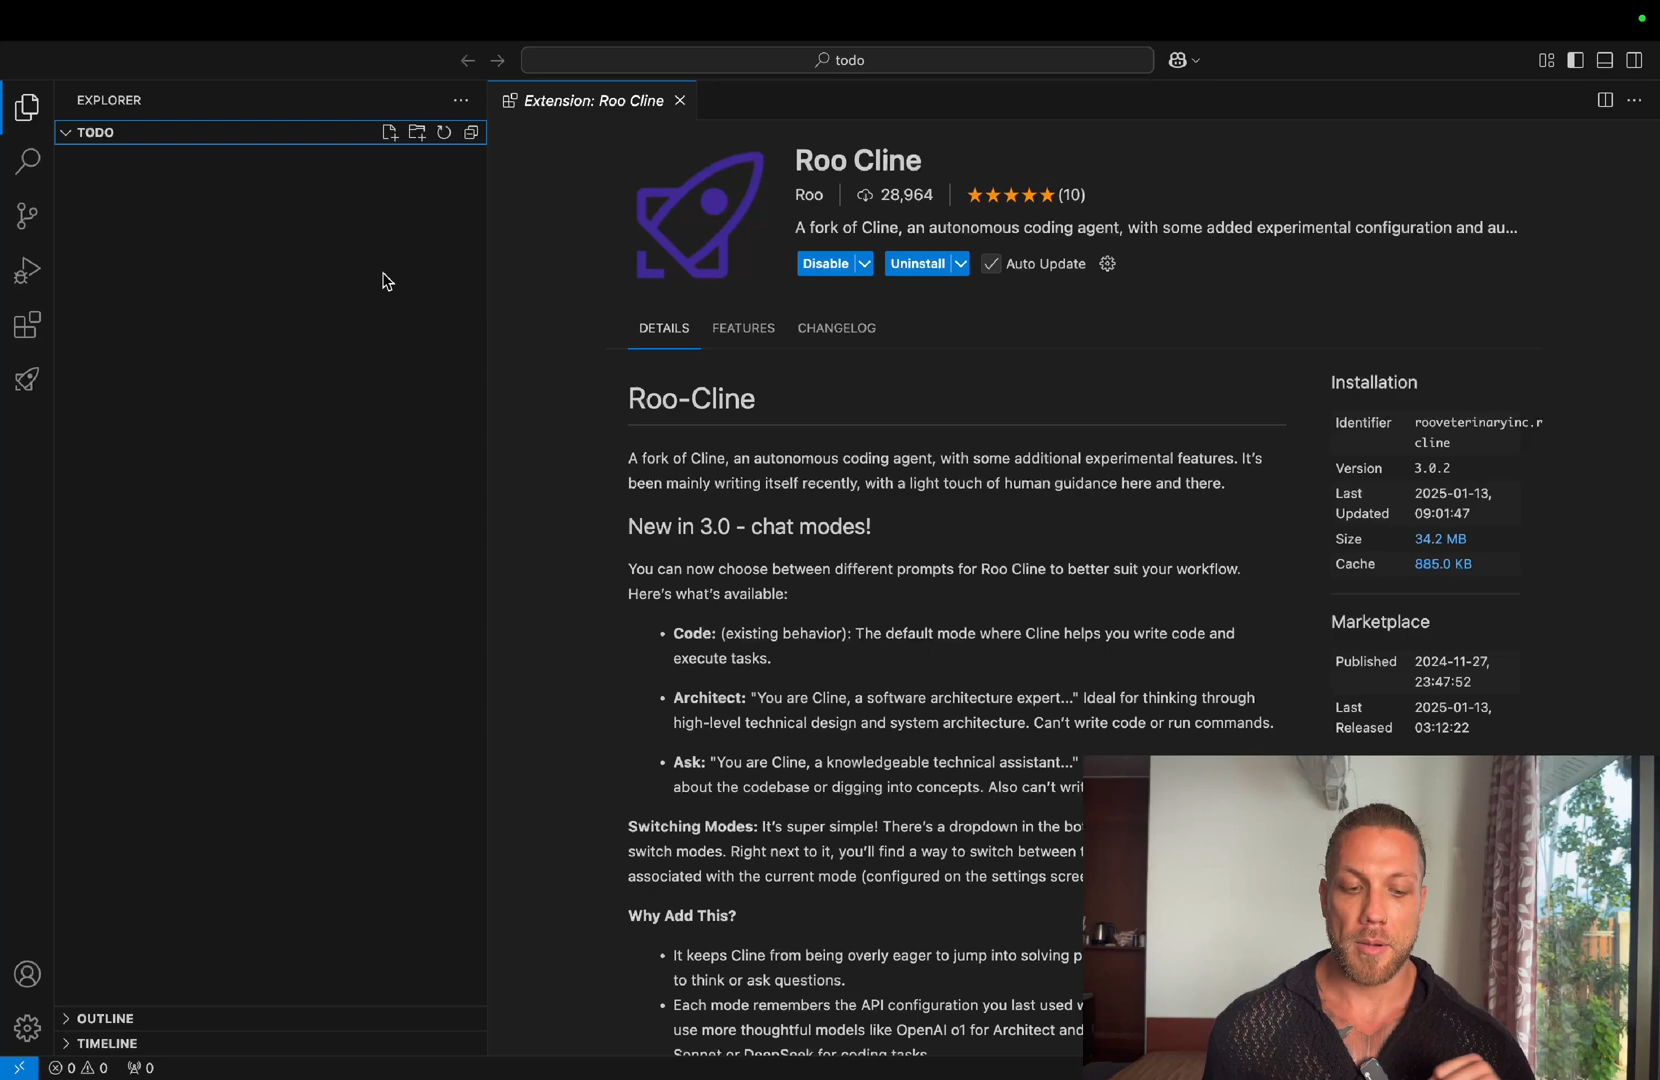 todo
EXPLORER
Extension: Roo Cline
TODO
Roo Cline
Roo
28,964
(10)
A fork of Cline, an autonomous coding agent, with some added experimental configuration and au...
Disable
Uninstall
Auto Update
DETAILS
FEATURES
CHANGELOG
Roo-Cline
A fork of Cline, an autonomous coding agent, with some additional experimental features. It's
been mainly writing itself recently, with a light touch of human guidance here and there.
New in 3.0 - chat modes!
You can now choose between different prompts for Roo Cline to better suit your workflow.
Here's what's available:
• Code: (existing behavior): The default mode where Cline helps you write code and
execute tasks.
• Architect: "You are Cline, a software architecture expert..." Ideal for thinking through
high-level technical design and system architecture. Can't write code or run commands.
• Ask: "You are Cline, a knowledgeable technical assistant..."
about the codebase or digging into concepts. Also can't wri
Switching Modes: It's super simple! There's a dropdown in the bo
switch modes. Right next to it, you'll find a way to switch between
associated with the current mode (configured on the settings scree
Why Add This?
• It keeps Cline from being overly eager to jump into solving p
to think or ask questions.
• Each mode remembers the API configuration you last used
use more thoughtful models like OpenAI o1 for Architect and
Sonnet or DeepSeek for coding tasks.
Installation
Identifier rooveterinaryinc.r
cline
Version 3.0.2
Last 2025-01-13,
Updated 09:01:47
Size 34.2 MB
Cache 885.0 KB
Marketplace
Published 2024-11-27,
23:47:52
Last 2025-01-13,
Released 03:12:22
OUTLINE
TIMELINE
0 0 0